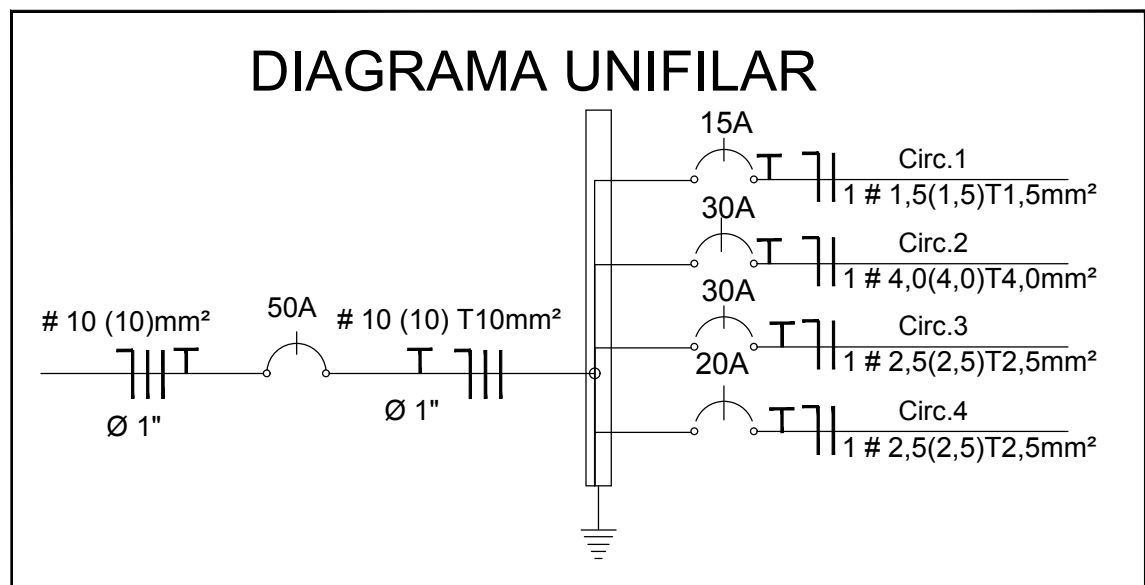 DIAGRAMA UNIFILAR
# 10 (10)mm²
Ø 1"
50A
# 10 (10) T10mm²
Ø 1"
15A
Circ.1
1 # 1,5(1,5)T1,5mm²
30A
Circ.2
1 # 4,0(4,0)T4,0mm²
30A
Circ.3
1 # 2,5(2,5)T2,5mm²
20A
Circ.4
1 # 2,5(2,5)T2,5mm²